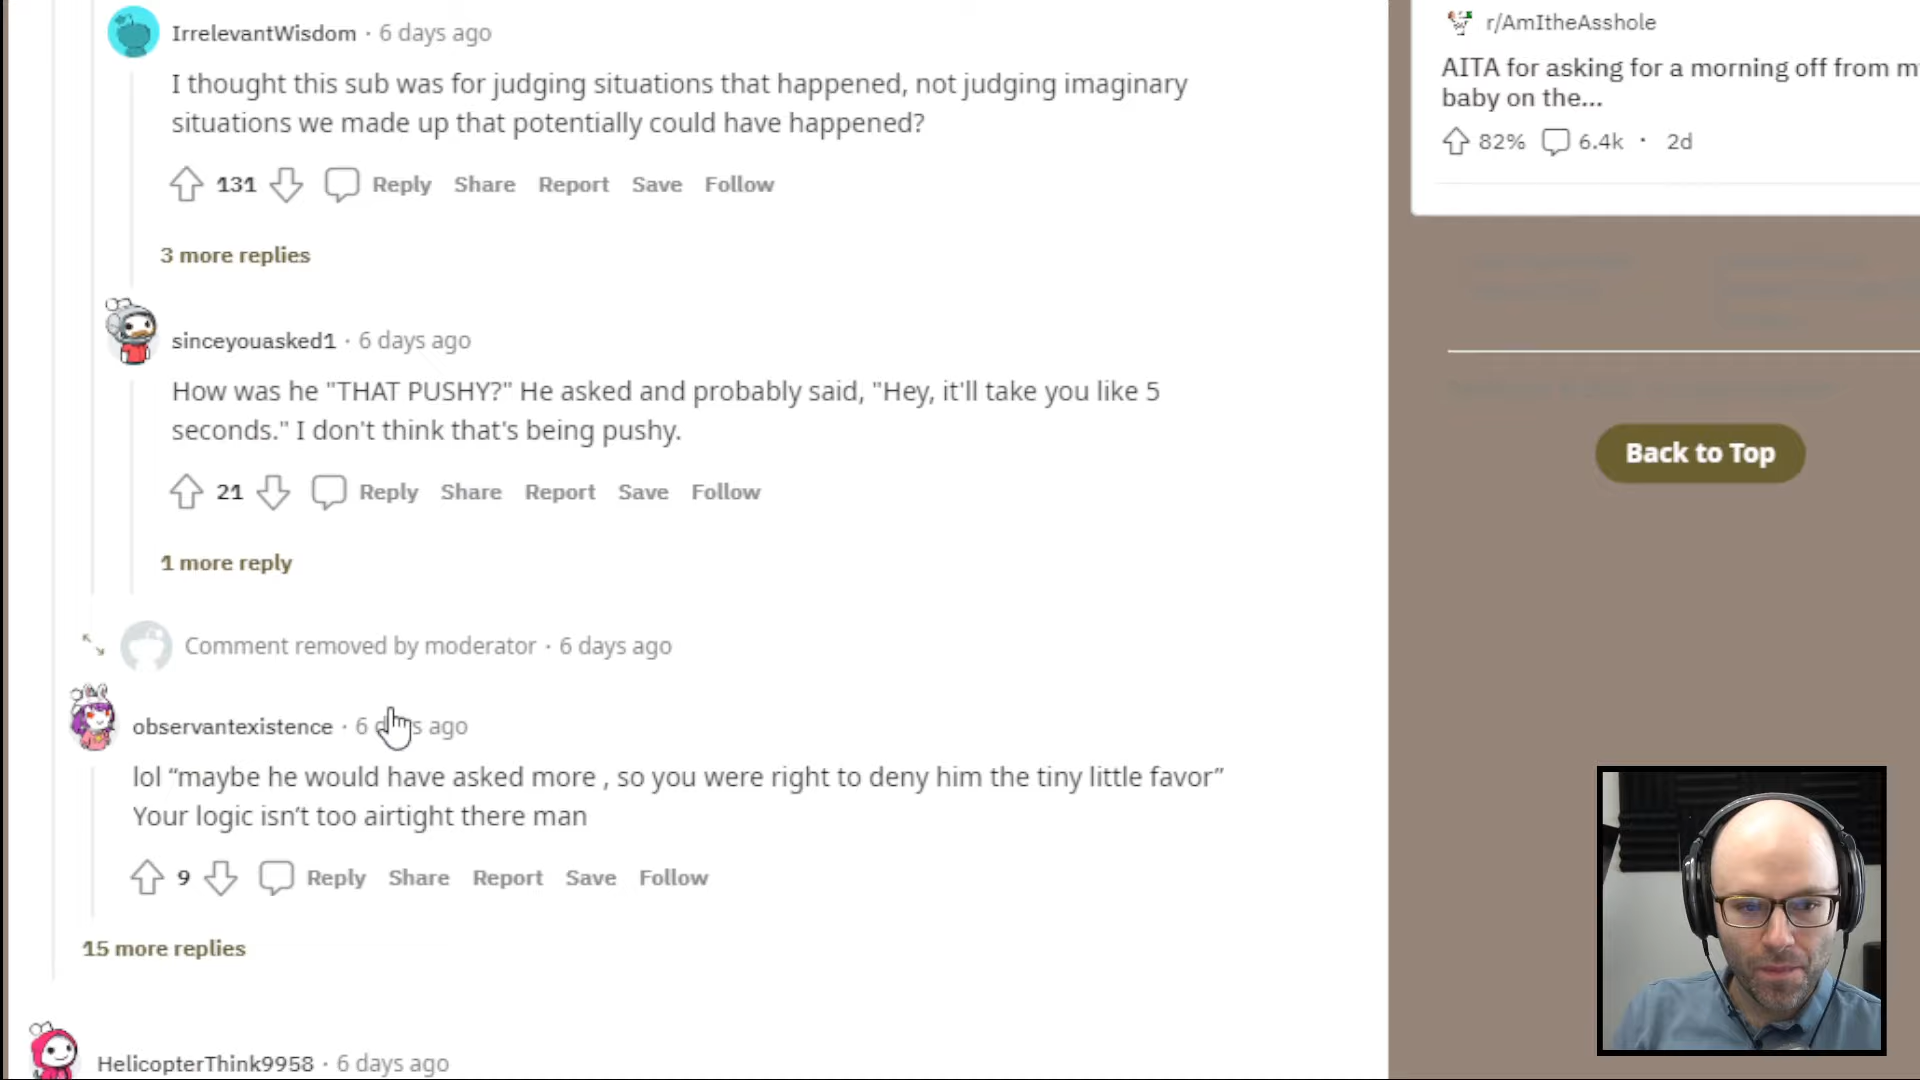 IrrelevantWisdom · 6 days ago
I thought this sub was for judging situations that happened, not judging imaginary
situations we made up that potentially could have happened?
131 Reply Share Report Save Follow
3 more replies
sinceyouasked1 · 6 days ago
How was he "THAT PUSHY?" He asked and probably said, "Hey, it'll take you like 5
seconds." I don't think that's being pushy.
21 Reply Share Report Save Follow
1 more reply
Comment removed by moderator · 6 days ago
observantexistence · 6 days ago
lol “maybe he would have asked more , so you were right to deny him the tiny little favor”
Your logic isn’t too airtight there man
9 Reply Share Report Save Follow
15 more replies
HelicopterThink9958 · 6 days ago
r/AmItheAsshole
AITA for asking for a morning off from
baby on the...
82% 6.4k · 2d
Back to Top